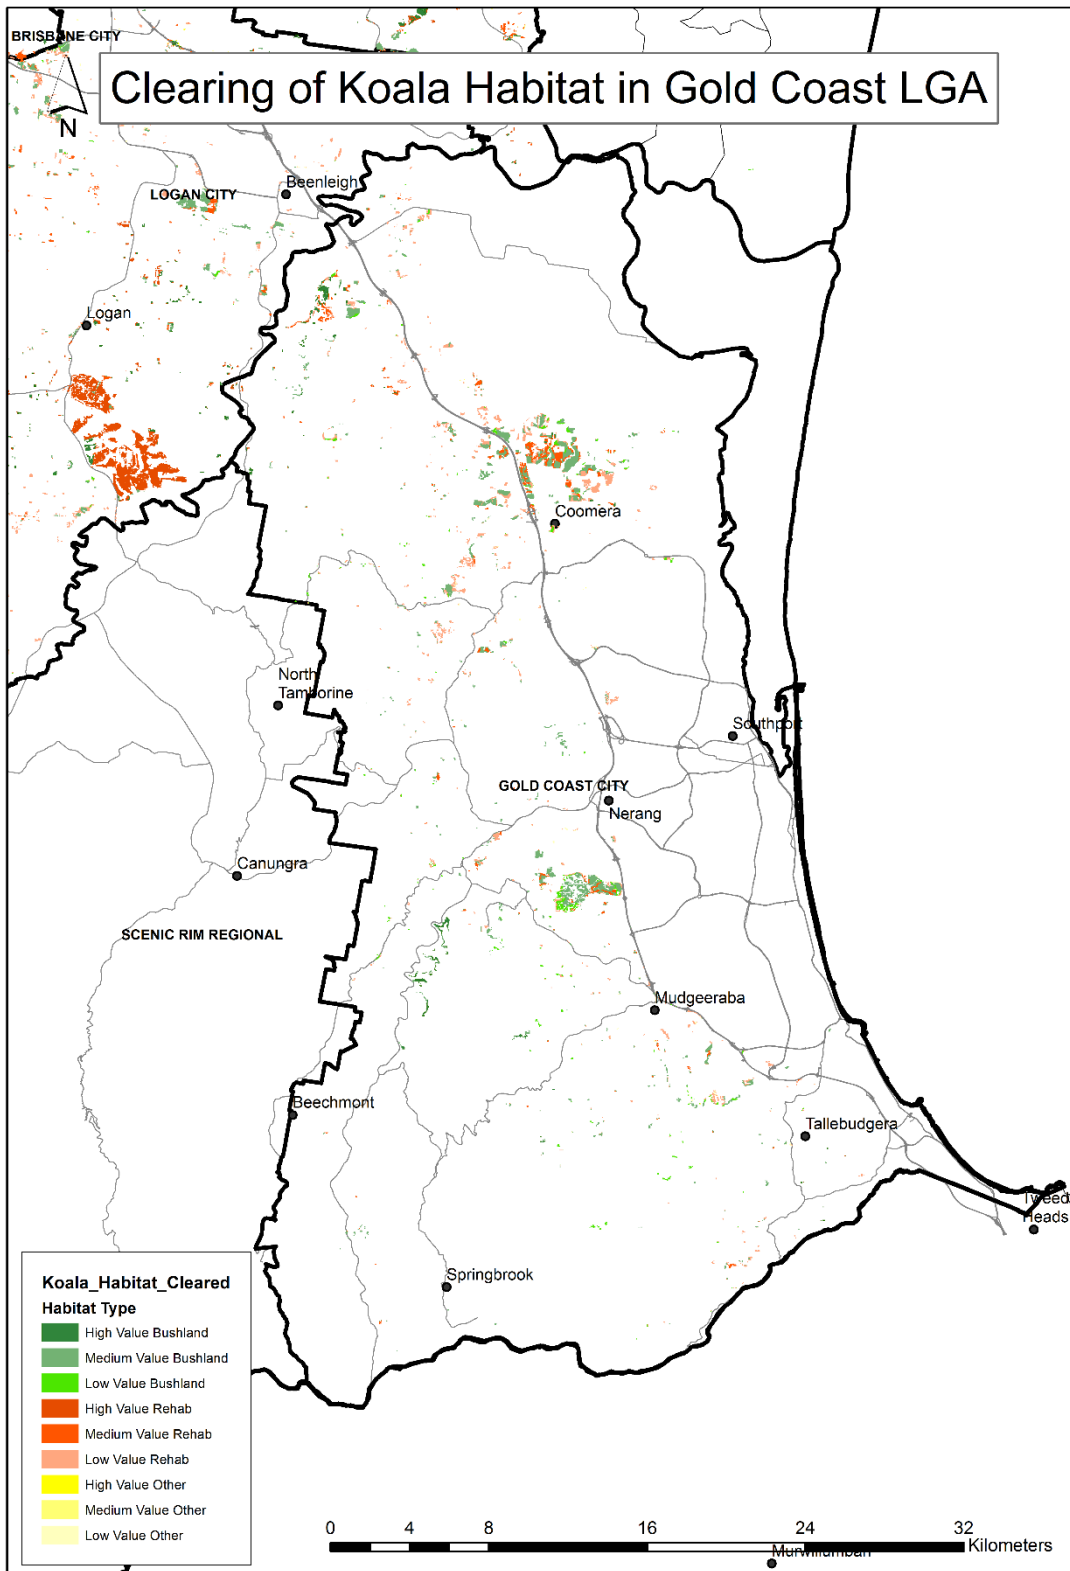 BRISBANE CITY
Clearing of Koala Habitat in Gold Coast LGA
N
LOGAN CITY
Beenleigh
Logan
Coomera
North
Tamborine
Southport
GOLD COAST CITY
Nerang
Canungra
SCENIC RIM REGIONAL
Mudgeeraba
Beechmont
Tallebudgera
Tweed
Heads
Springbrook
Koala_Habitat_Cleared
Habitat Type
High Value Bushland
Medium Value Bushland
Low Value Bushland
High Value Rehab
Medium Value Rehab
Low Value Rehab
High Value Other
Medium Value Other
Low Value Other
0 4 8 16 24 32
Kilometers
Murwillumbah